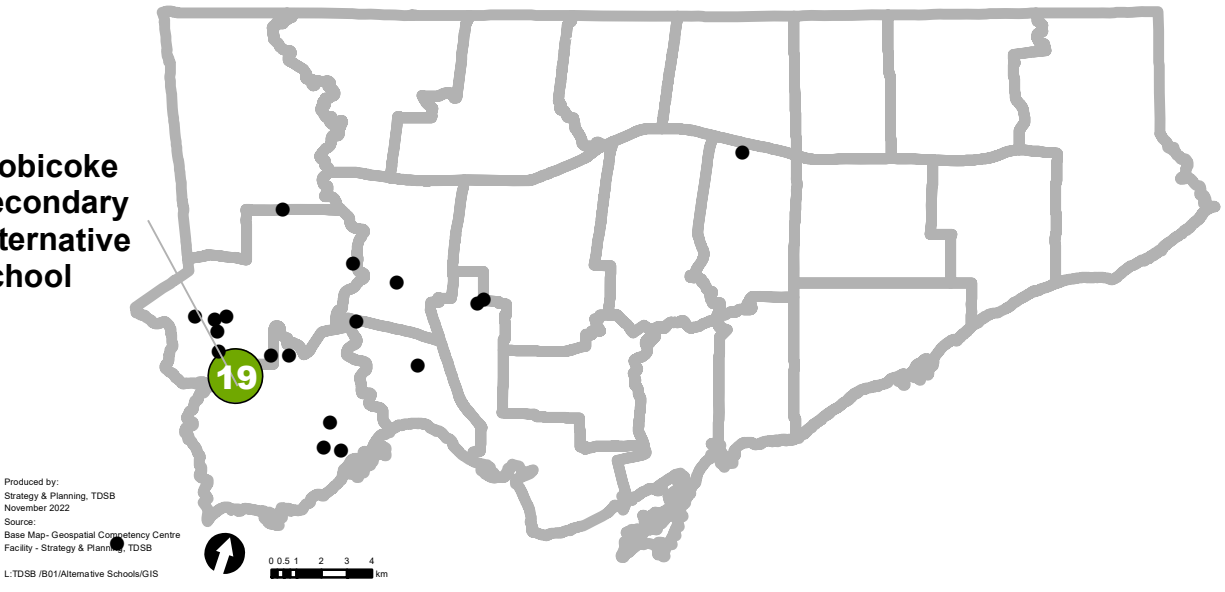 obicoke
econdary
ternative
chool
19
Produced by:
Strategy & Planning, TDSB
November 2022
Source:
Base Map- Geospatial Competency Centre
Facility - Strategy & Planning, TDSB
L:TDSB /B01/Alternative Schools/GIS
0 0.5 1 2 3 4
km